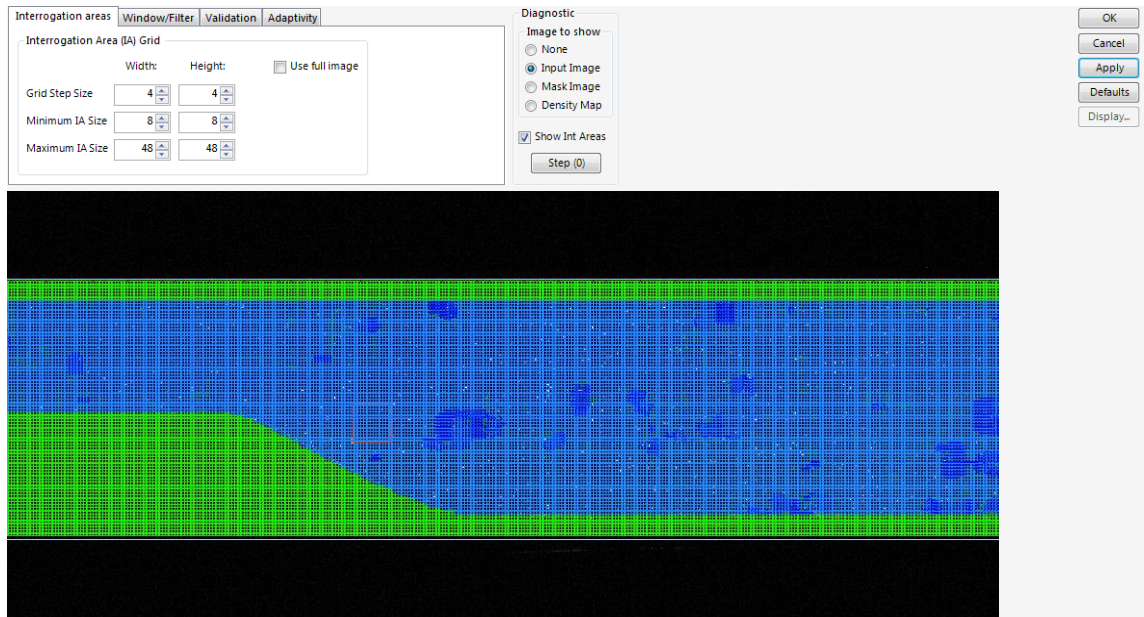 Interrogation areas Window/Filter Validation Adaptivity
Interrogation Area (IA) Grid
Width: Height: Use full image
Grid Step Size 4 4
Minimum IA Size 8 8
Maximum IA Size 48 48
Diagnostic
Image to show
None
Input Image
Mask Image
Density Map
Show Int Areas
Step (0)
OK
Cancel
Apply
Defaults
Display...